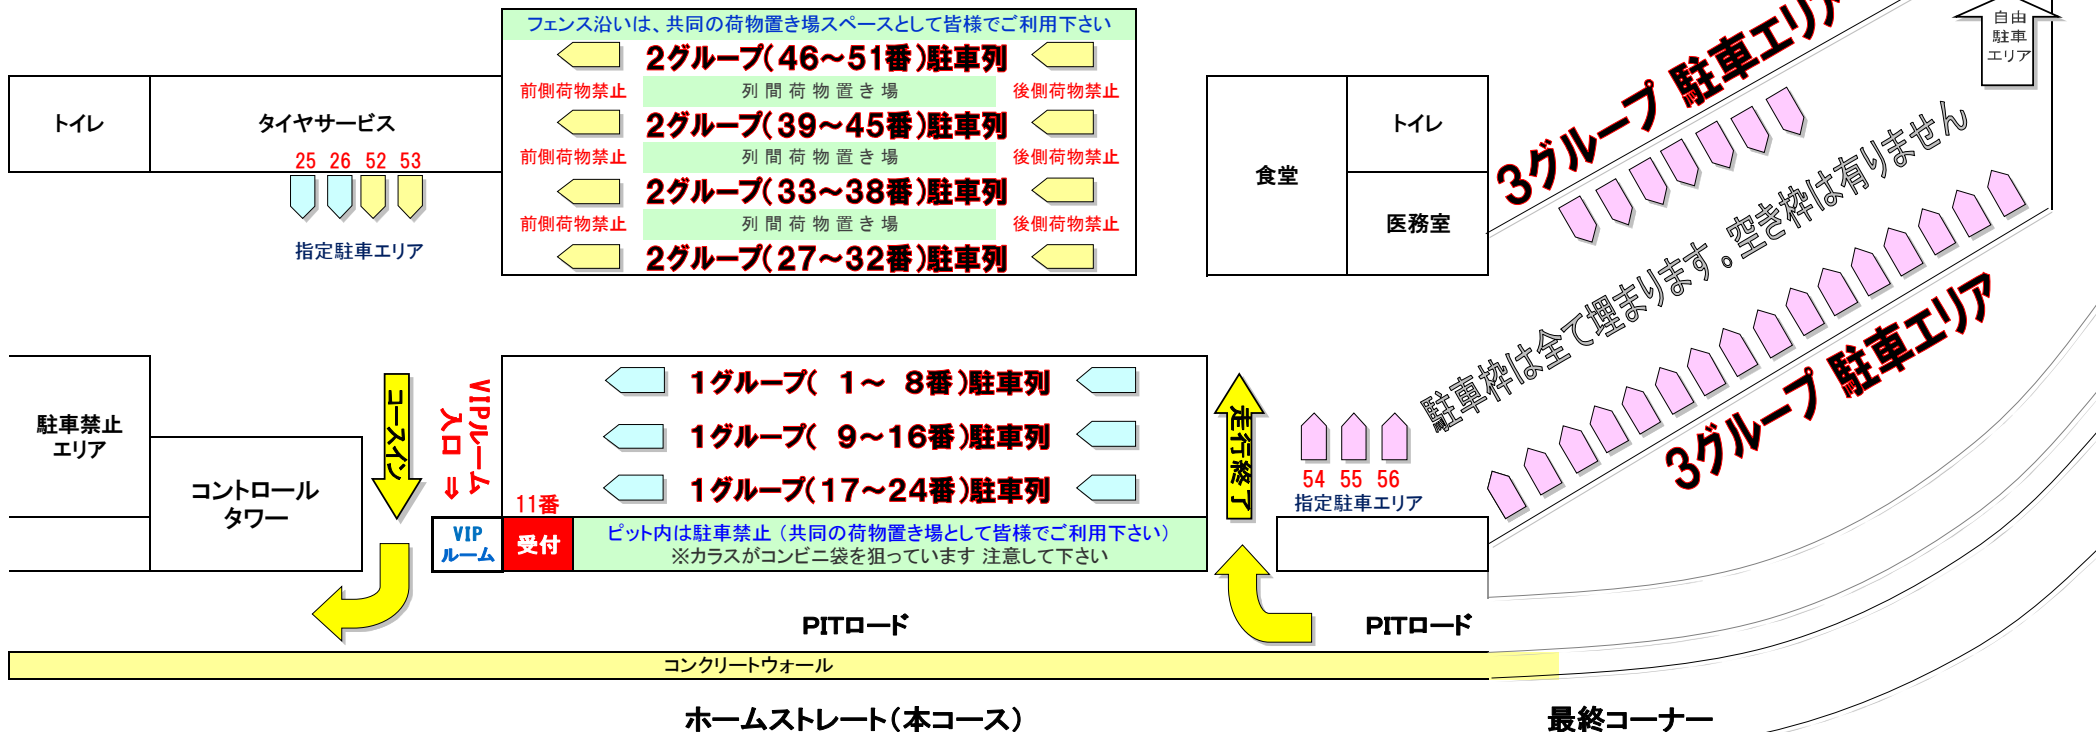 フェンス沿いは、共同の荷物置き場スペースとして皆様でご利用下さい
2グループ(46～51番)駐車列
前側荷物禁止 列間荷物置き場 後側荷物禁止
2グループ(39～45番)駐車列
前側荷物禁止 列間荷物置き場 後側荷物禁止
2グループ(33～38番)駐車列
前側荷物禁止 列間荷物置き場 後側荷物禁止
2グループ(27～32番)駐車列
トイレ
タイヤサービス
25 26 52 53
指定駐車エリア
食堂
トイレ
医務室
3グループ 駐車エリア
自由
駐車
エリア
駐車枠は全て埋まります。空き枠は有りません
3グループ 駐車エリア
駐車禁止
エリア
コントロール
タワー
コースイン
VIPルーム
入口 ⇒
1グループ( 1～ 8番)駐車列
1グループ( 9～16番)駐車列
1グループ(17～24番)駐車列
走行終了
54 55 56
指定駐車エリア
11番
VIP
ルーム
受付
ピット内は駐車禁止（共同の荷物置き場として皆様でご利用下さい）
※カラスがコンビニ袋を狙っています 注意して下さい
PITロード
PITロード
コンクリートウォール
ホームストレート(本コース)
最終コーナー